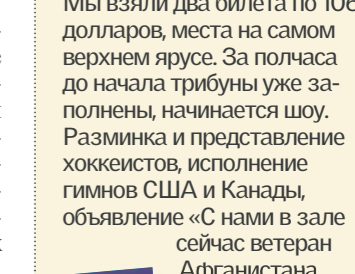 Мы взяли два билета по 106
долларов, места на самом
верхнем ярусе. За полчаса
до начала трибуны уже за-
полнены, начинается шоу.
Разминка и представление
хоккеистов, исполнение
гимнов США и Канады,
объявление «С нами в зале
сейчас ветеран
Афганистана